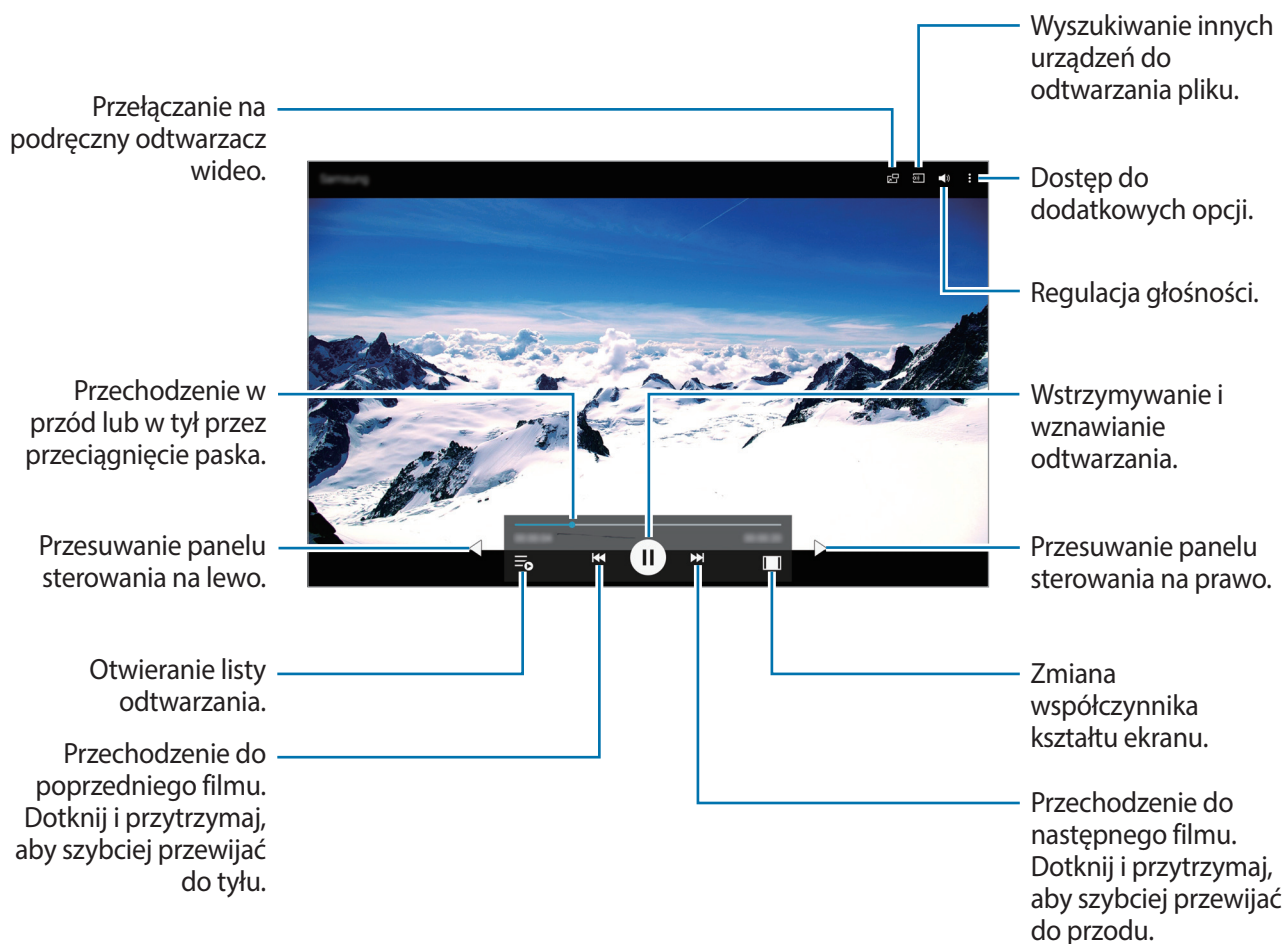 Wyszukiwanie innych
urządzeń do
odtwarzania pliku.
Przełączanie na
podręczny odtwarzacz
wideo.
Samsung
Dostęp do
dodatkowych opcji.
Regulacja głośności.
Przechodzenie w
przód lub w tył przez
przeciągnięcie paska.
Wstrzymywanie i
wznawianie
odtwarzania.
Przesuwanie panelu
sterowania na lewo.
Przesuwanie panelu
sterowania na prawo.
Otwieranie listy
odtwarzania.
Zmiana
współczynnika
kształtu ekranu.
Przechodzenie do
poprzedniego filmu.
Dotknij i przytrzymaj,
aby szybciej przewijać
do tyłu.
Przechodzenie do
następnego filmu.
Dotknij i przytrzymaj,
aby szybciej przewijać
do przodu.